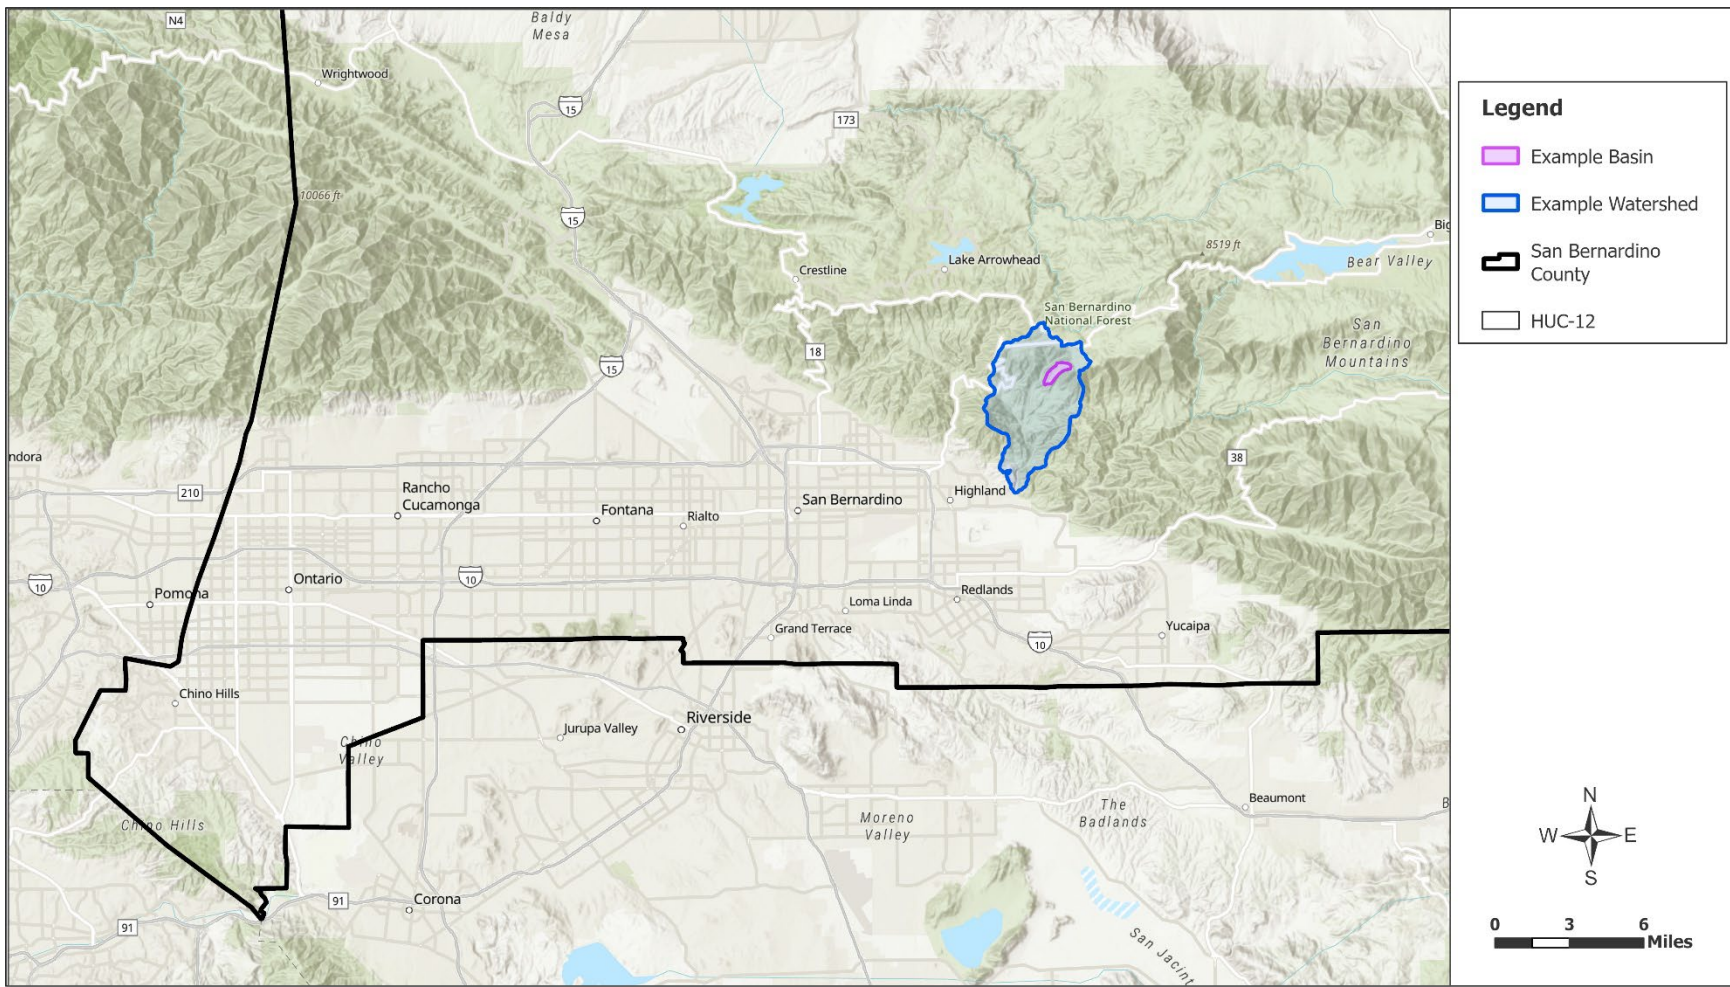 N4
Baldy
Mesa
Wrightwood
15
173
10066 ft
15
8519 ft
Big
Bear Valley
Lake Arrowhead
Crestline
San Bernardino
National Forest
San
Bernardino
Mountains
18
15
ndora
38
210
Rancho
Cucamonga
Fontana
Rialto
San Bernardino
Highland
10
Pomona
Ontario
10
Loma Linda
Redlands
Grand Terrace
Yucaipa
10
Chino Hills
Chino
Valley
Jurupa Valley
Riverside
Chino Hills
Moreno
Valley
The
Badlands
Beaumont
B
91
Corona
91
San Jacint
Legend
Example Basin
Example Watershed
San Bernardino
County
HUC-12
N
W E
S
0 3 6
Miles